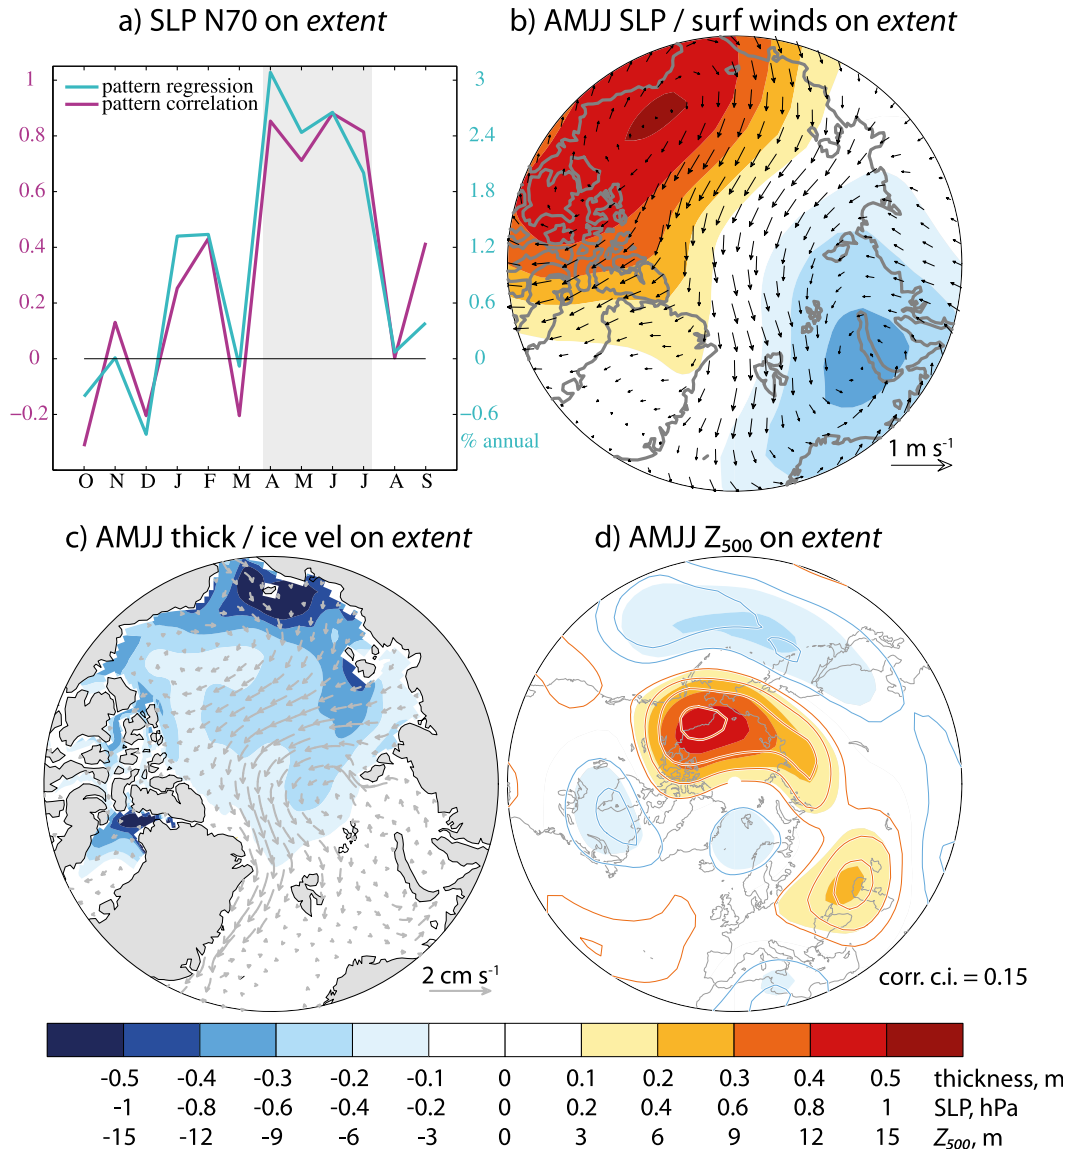 a) SLP N70 on extent
b) AMJJ SLP / surf winds on extent
1
0.8
0.6
0.4
0.2
0
−0.2
pattern regression
pattern correlation
3
2.4
1.8
1.2
0.6
0
−0.6
% annual
O N D J F M A M J J A S
1 m s-1
c) AMJJ thick / ice vel on extent
d) AMJJ Z500 on extent
2 cm s-1
corr. c.i. = 0.15
-0.5 -0.4 -0.3 -0.2 -0.1 0 0.1 0.2 0.3 0.4 0.5 thickness, m
-1 -0.8 -0.6 -0.4 -0.2 0 0.2 0.4 0.6 0.8 1 SLP, hPa
-15 -12 -9 -6 -3 0 3 6 9 12 15 Z500, m